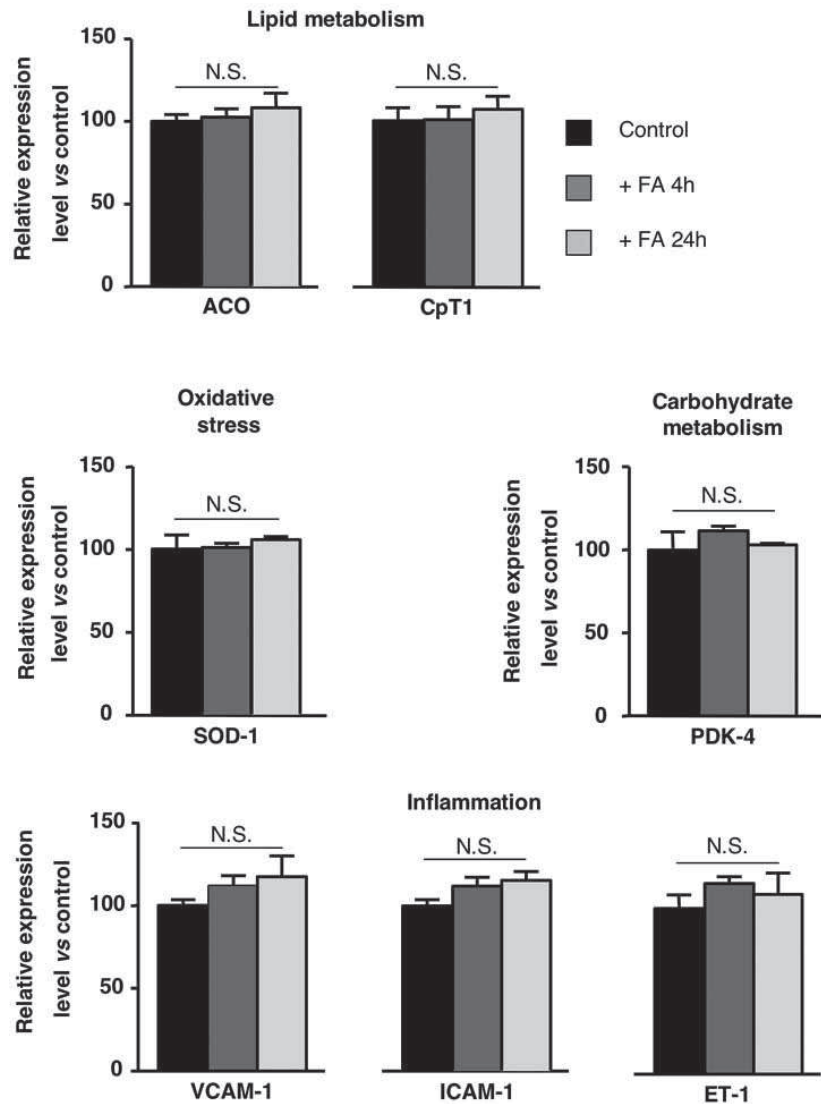 Lipid metabolism
Relative expression
level vs control
150
100
50
0
N.S.
N.S.
ACO
CpT1
Control
+ FA 4h
+ FA 24h
Oxidative
stress
Relative expression
level vs control
150
100
50
0
N.S.
SOD-1
Carbohydrate
metabolism
Relative expression
level vs control
150
100
50
0
N.S.
PDK-4
Inflammation
Relative expression
level vs control
150
100
50
0
N.S.
N.S.
N.S.
VCAM-1
ICAM-1
ET-1